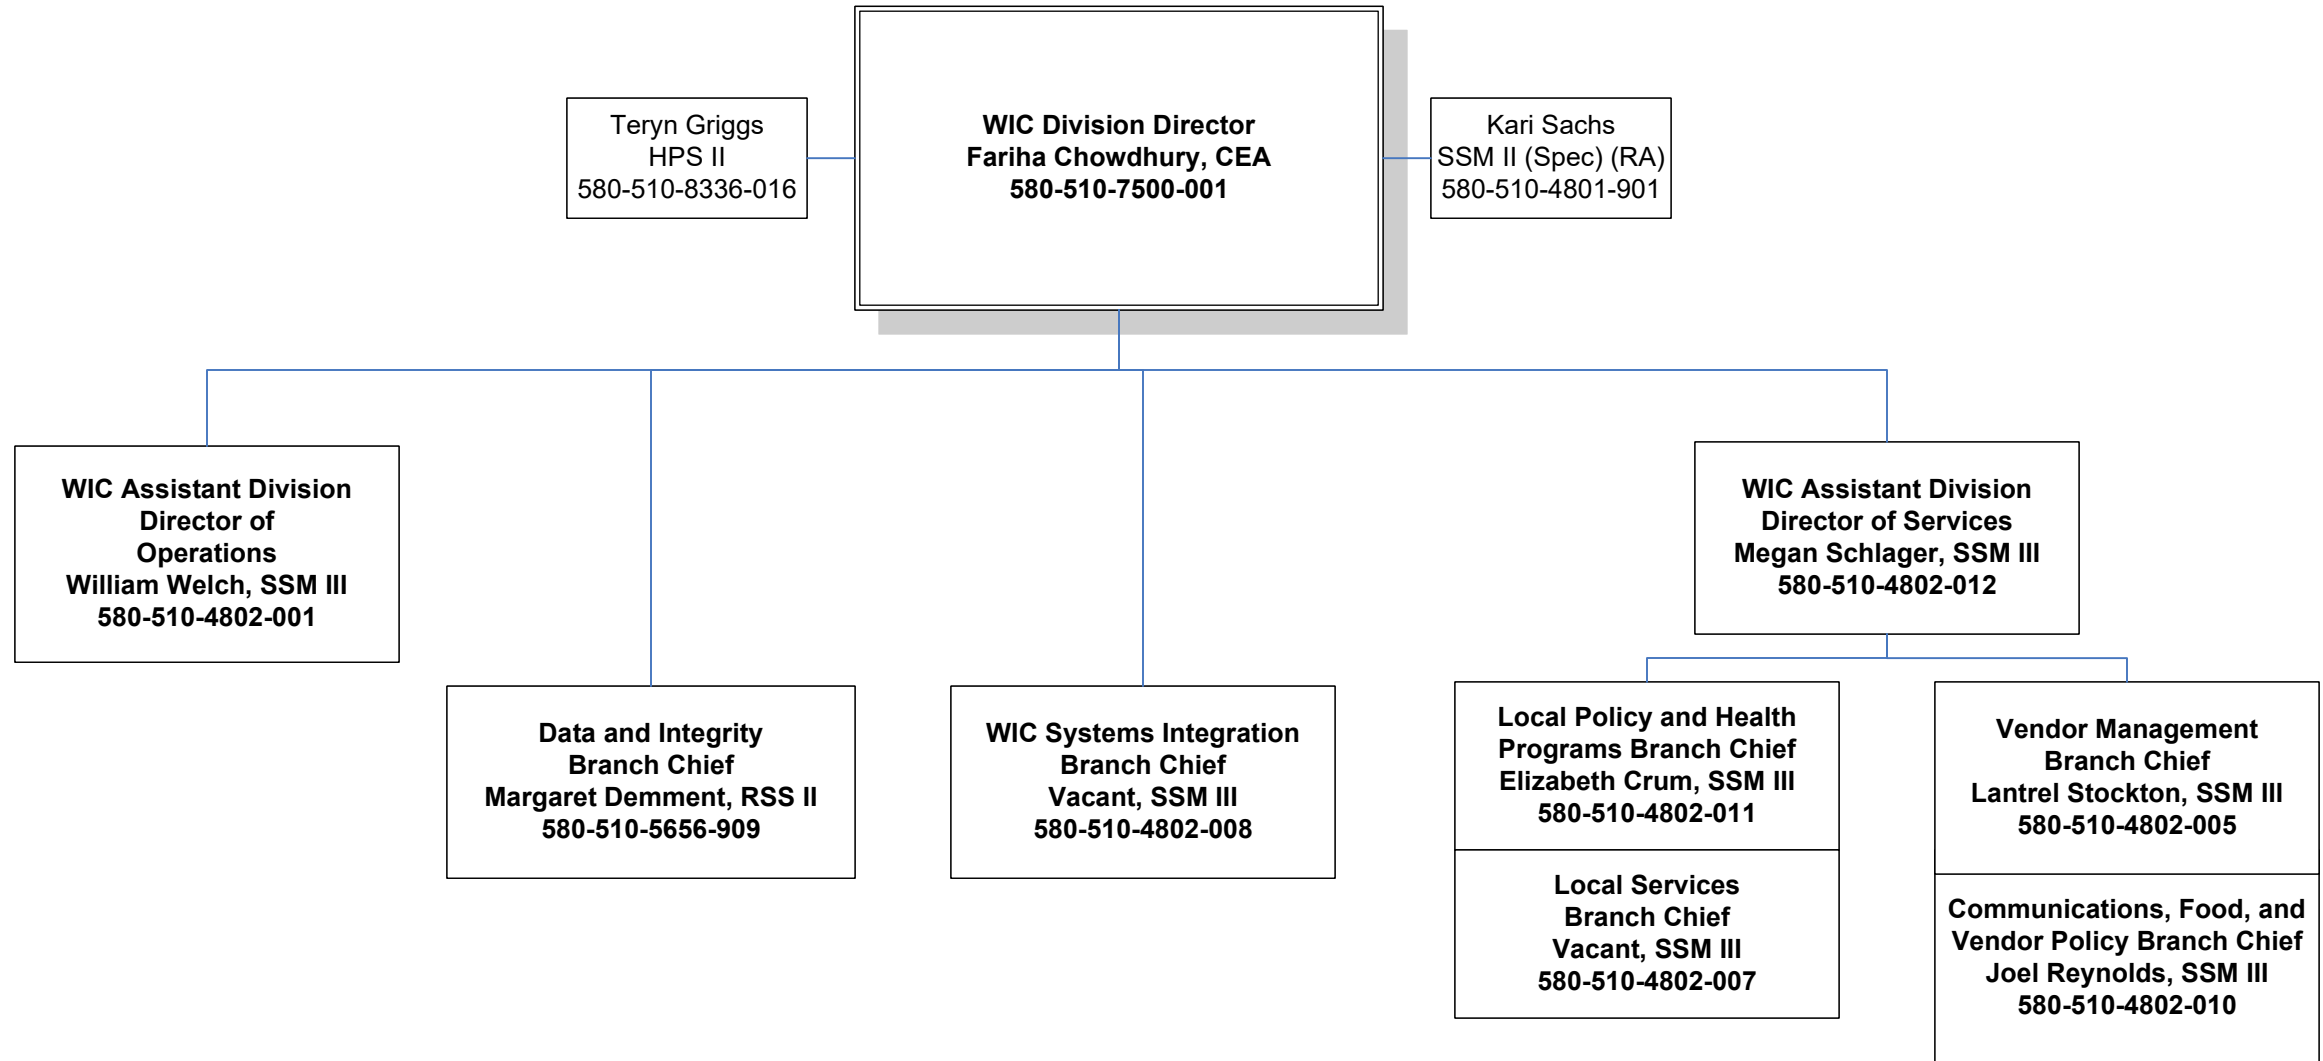 Teryn Griggs
HPS II
580-510-8336-016
WIC Division Director
Fariha Chowdhury, CEA
580-510-7500-001
Kari Sachs
SSM II (Spec) (RA)
580-510-4801-901
WIC Assistant Division
Director of
Operations
William Welch, SSM III
580-510-4802-001
WIC Assistant Division
Director of Services
Megan Schlager, SSM III
580-510-4802-012
Data and Integrity
Branch Chief
Margaret Demment, RSS II
580-510-5656-909
WIC Systems Integration
Branch Chief
Vacant, SSM III
580-510-4802-008
Local Policy and Health
Programs Branch Chief
Elizabeth Crum, SSM III
580-510-4802-011
Local Services
Branch Chief
Vacant, SSM III
580-510-4802-007
Vendor Management
Branch Chief
Lantrel Stockton, SSM III
580-510-4802-005
Communications, Food, and
Vendor Policy Branch Chief
Joel Reynolds, SSM III
580-510-4802-010